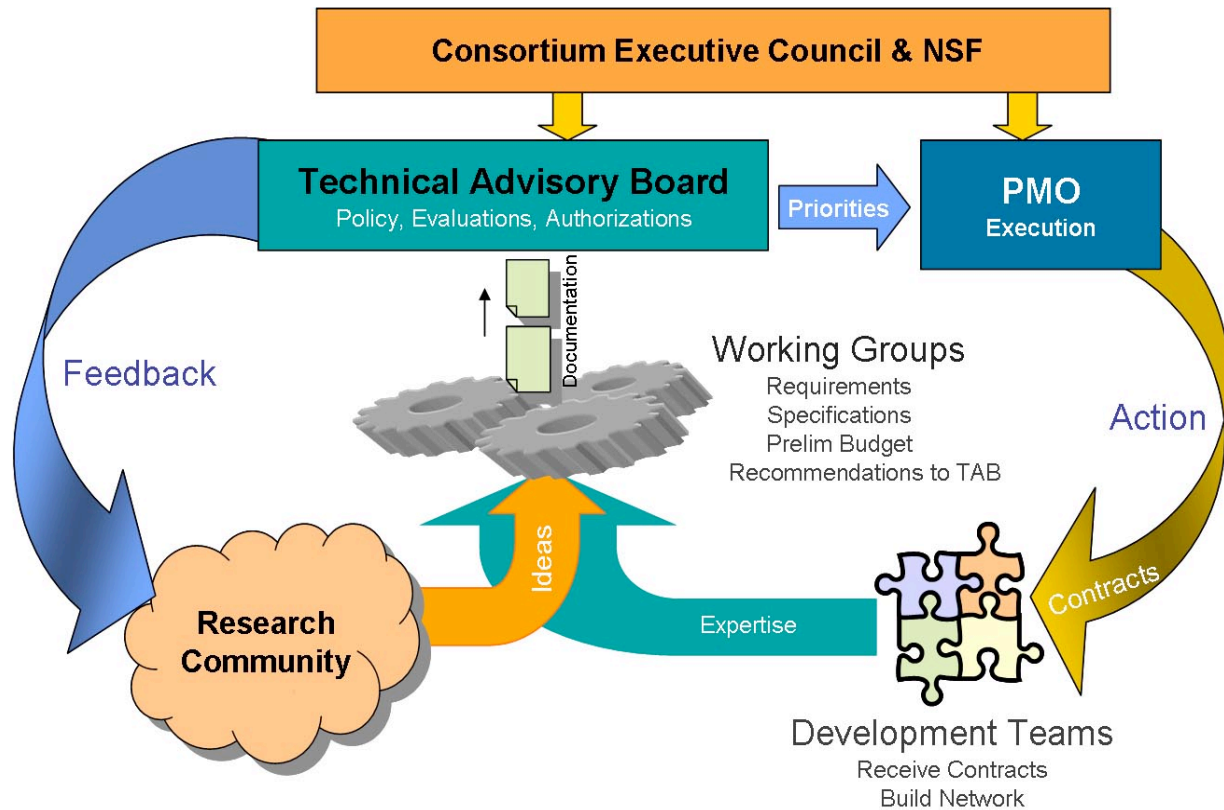 Consortium Executive Council & NSF
Technical Advisory Board
Policy, Evaluations, Authorizations
Priorities
PMO
Execution
Documentation
Feedback
Working Groups
Requirements
Specifications
Prelim Budget
Recommendations to TAB
Action
Ideas
Research
Community
Expertise
Contracts
Development Teams
Receive Contracts
Build Network